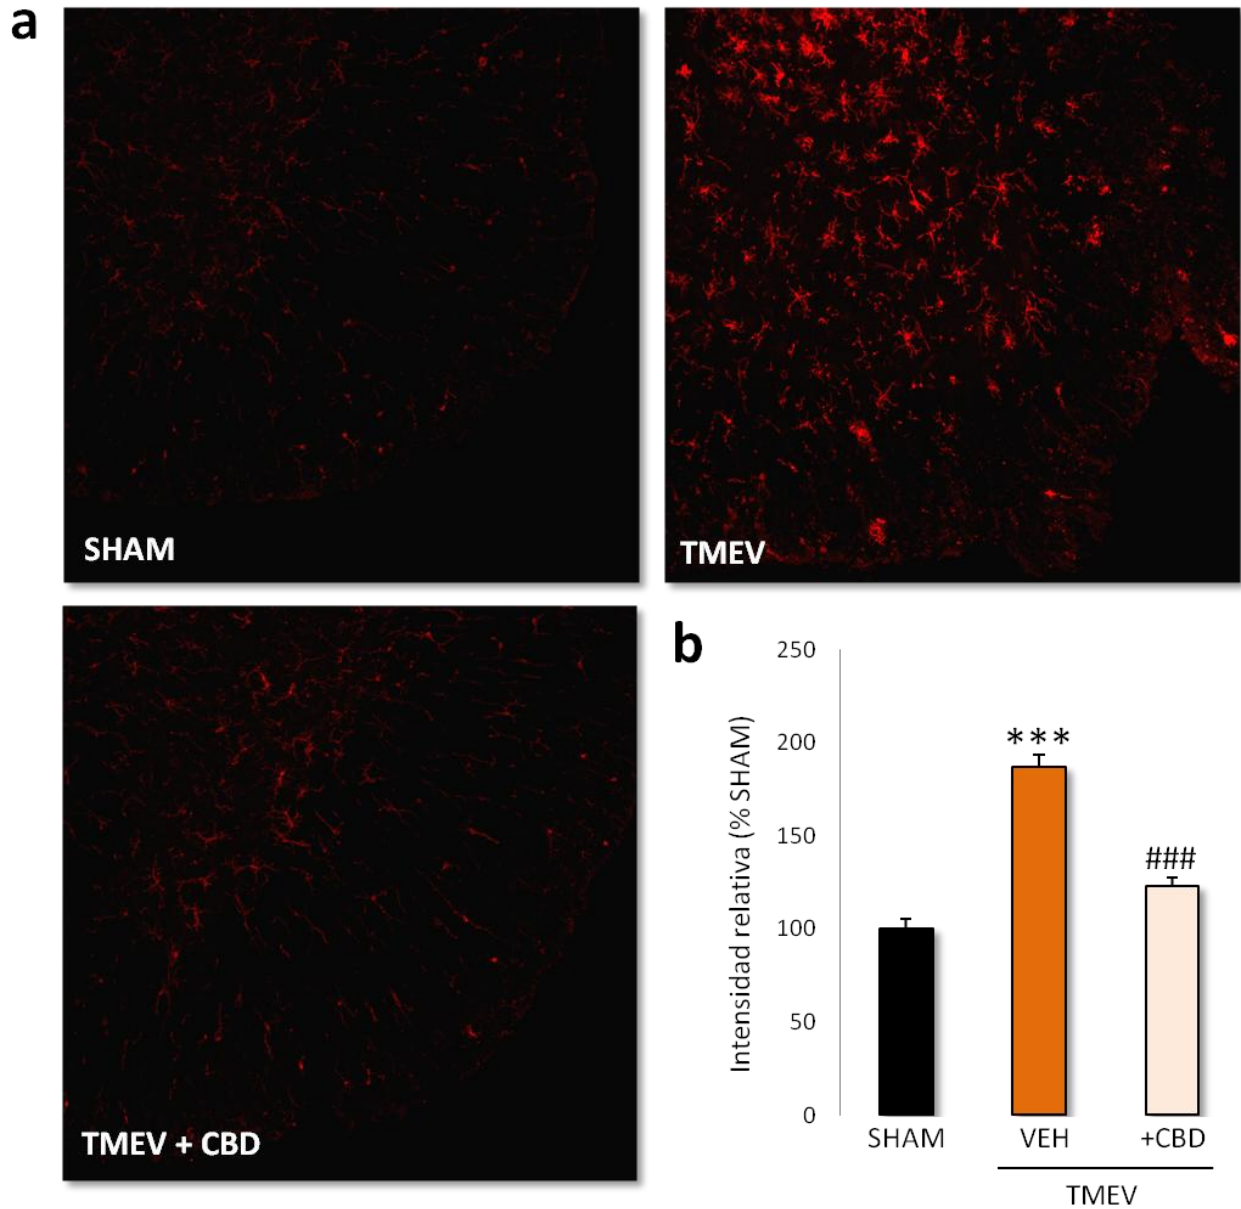 a
SHAM
TMEV
TMEV + CBD
b
Intensidad relativa (% SHAM)
250
200
150
100
50
0
***
###
SHAM
VEH
+CBD
TMEV